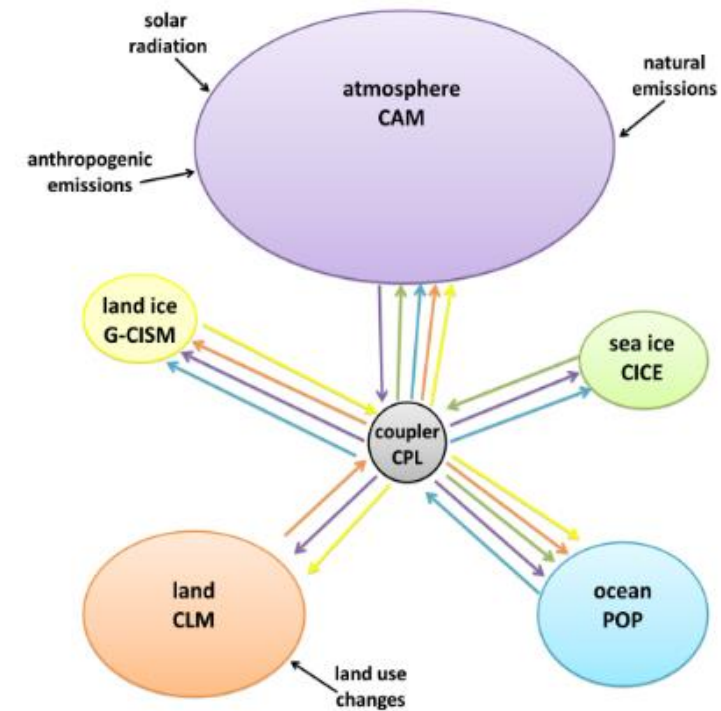 solar
radiation
atmosphere
CAM
natural
emissions
anthropogenic
emissions
land ice
G-CISM
sea ice
CICE
coupler
CPL
land
CLM
ocean
POP
land use
changes